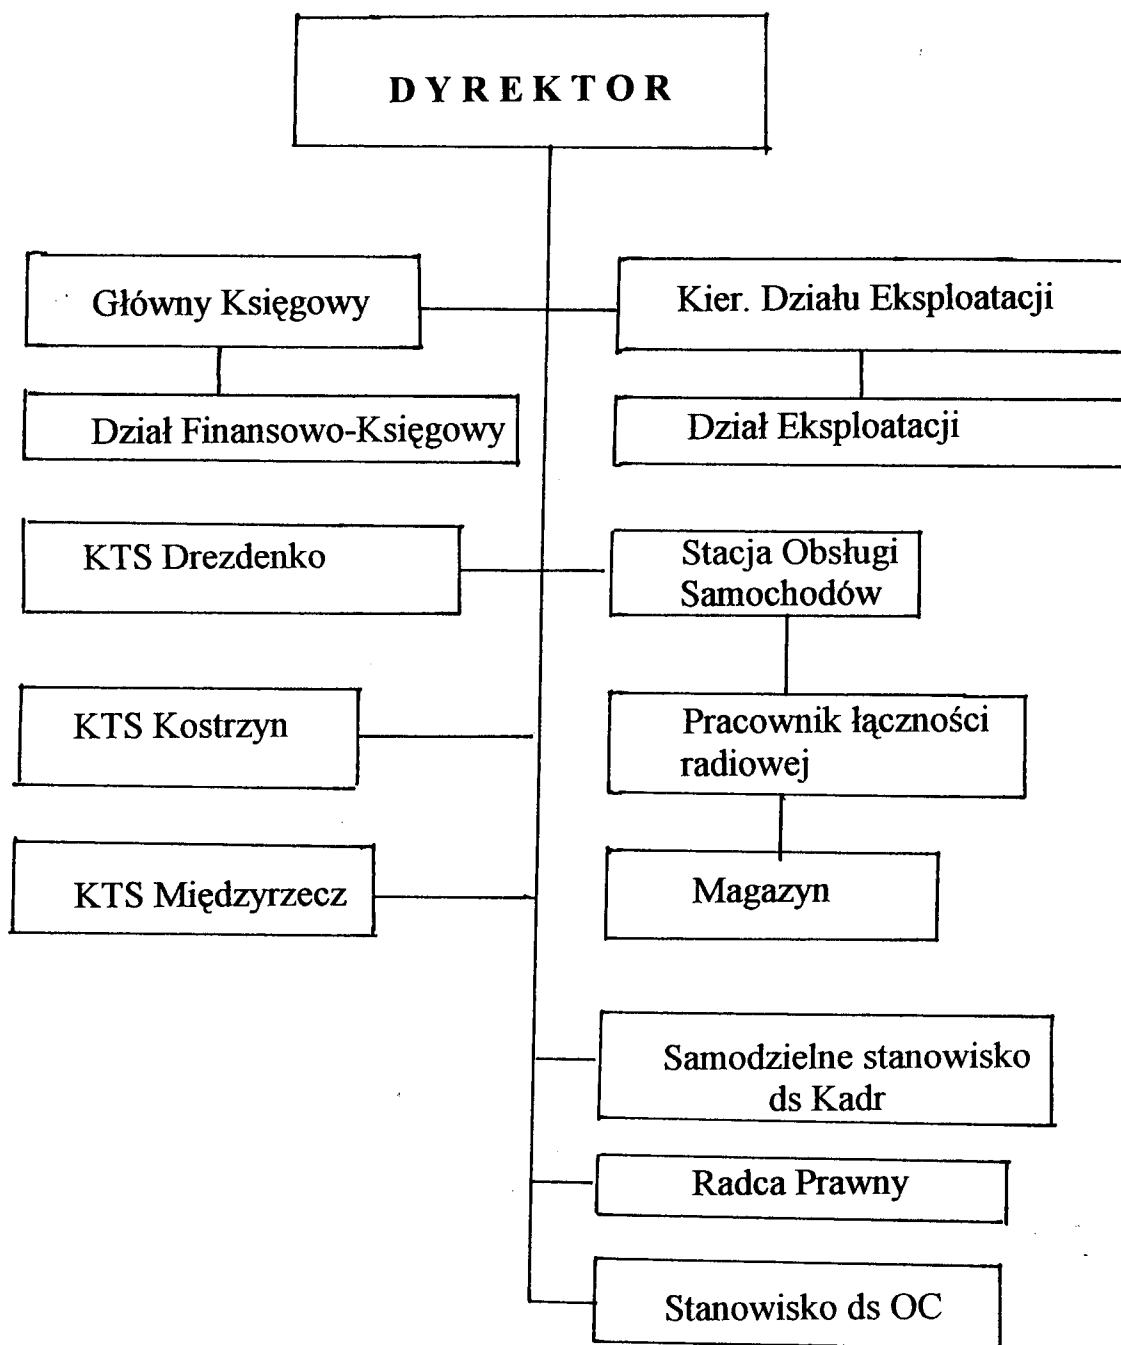 DYREKTOR
Główny Księgowy
Kier. Działu Eksploatacji
Dział Finansowo-Księgowy
Dział Eksploatacji
KTS Drezdenko
Stacja Obsługi
Samochodów
KTS Kostrzyn
Pracownik łączności
radiowej
KTS Międzyrzecz
Magazyn
Samodzielne stanowisko
ds Kadr
Radca Prawny
Stanowisko ds OC